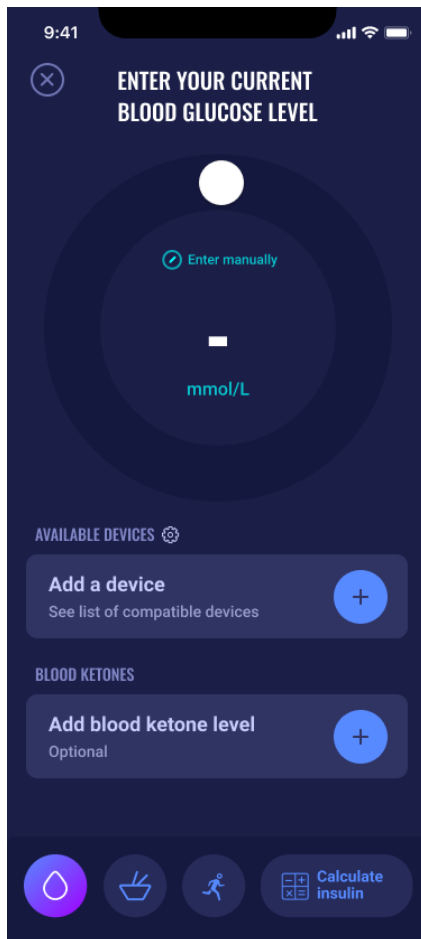 9:41
ENTER YOUR CURRENT
BLOOD GLUCOSE LEVEL
Enter manually
-
mmol/L
AVAILABLE DEVICES
Add a device
See list of compatible devices
BLOOD KETONES
Add blood ketone level
Optional
Calculate
insulin